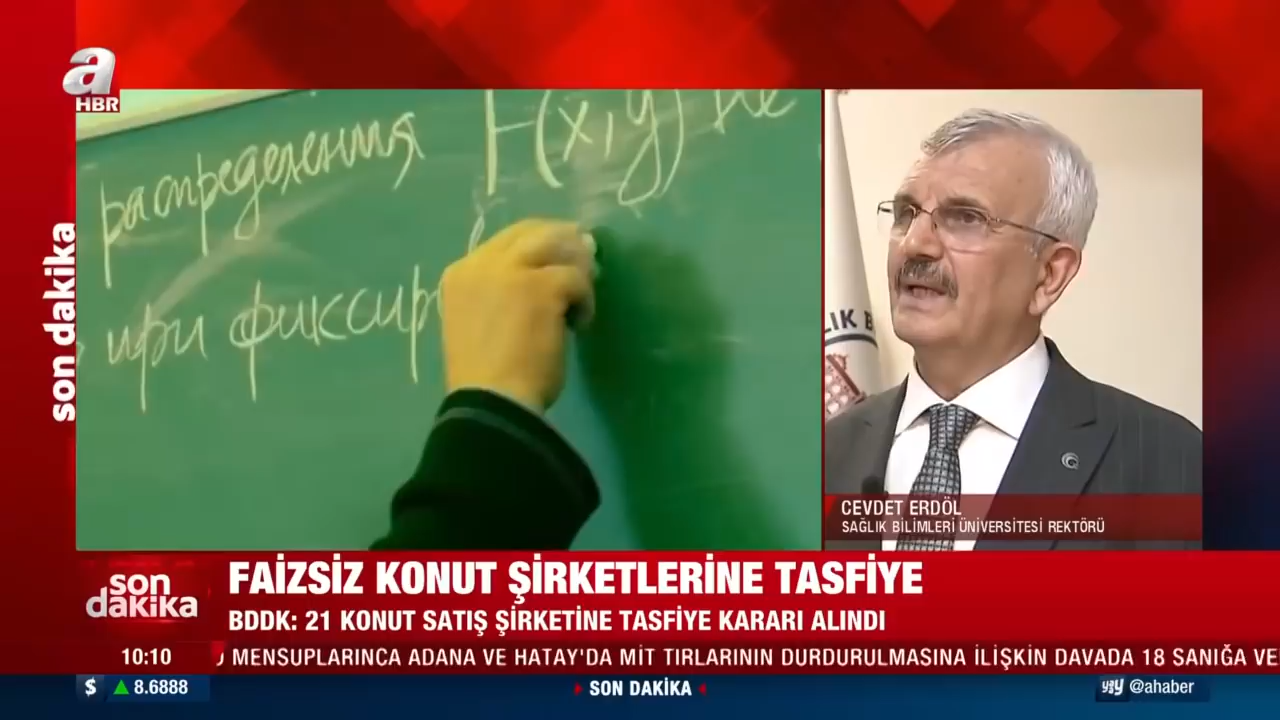 a
HBR
son dakika
распределения F(x,y) не
при фиксир
LIK B
CEVDET ERDÖL
SAĞLIK BİLİMLERİ ÜNİVERSİTESİ REKTÖRÜ
son
dakika
FAİZSİZ KONUT ŞİRKETLERİNE TASFİYE
BDDK: 21 KONUT SATIŞ ŞİRKETİNE TASFİYE KARARI ALINDI
10:10
MENSUPLARINCA ADANA VE HATAY'DA MİT TIRLARININ DURDURULMASINA İLİŞKİN DAVADA 18 SANIĞA VE
$ ▲ 8.6888
SON DAKİKA
@ahaber